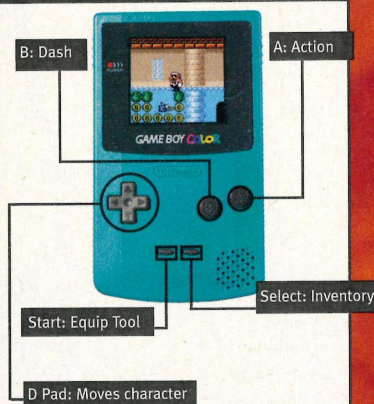 B: Dash
A: Action
GAME BOY COLOR
Start: Equip Tool
Select: Inventory
D Pad: Moves character